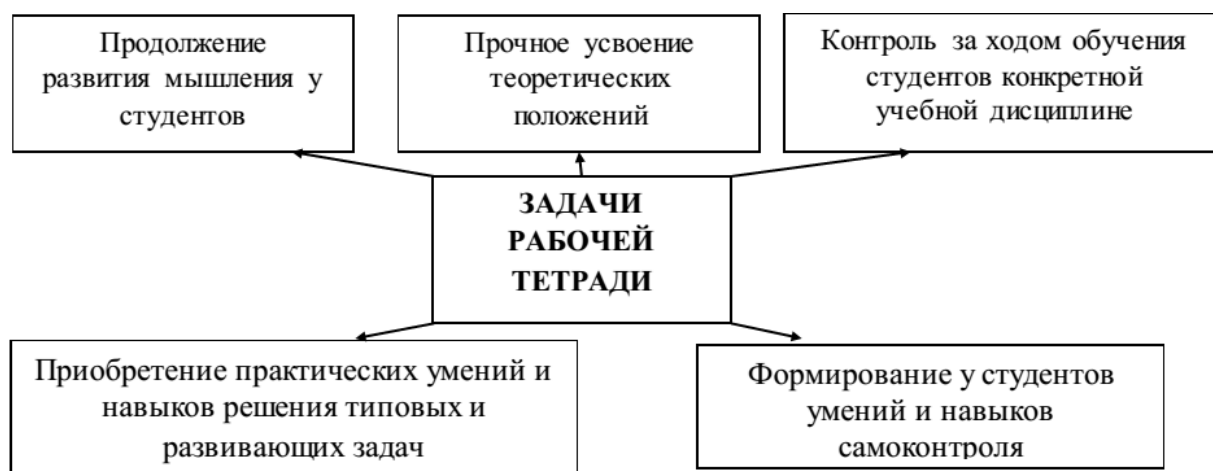 Продолжение
развития мышления у
студентов
Прочное усвоение
теоретических
положений
Контроль за ходом обучения
студентов конкретной
учебной дисциплине
ЗАДАЧИ
РАБОЧЕЙ
ТЕТРАДИ
Приобретение практических умений и
навыков решения типовых и
развивающих задач
Формирование у студентов
умений и навыков
самоконтроля